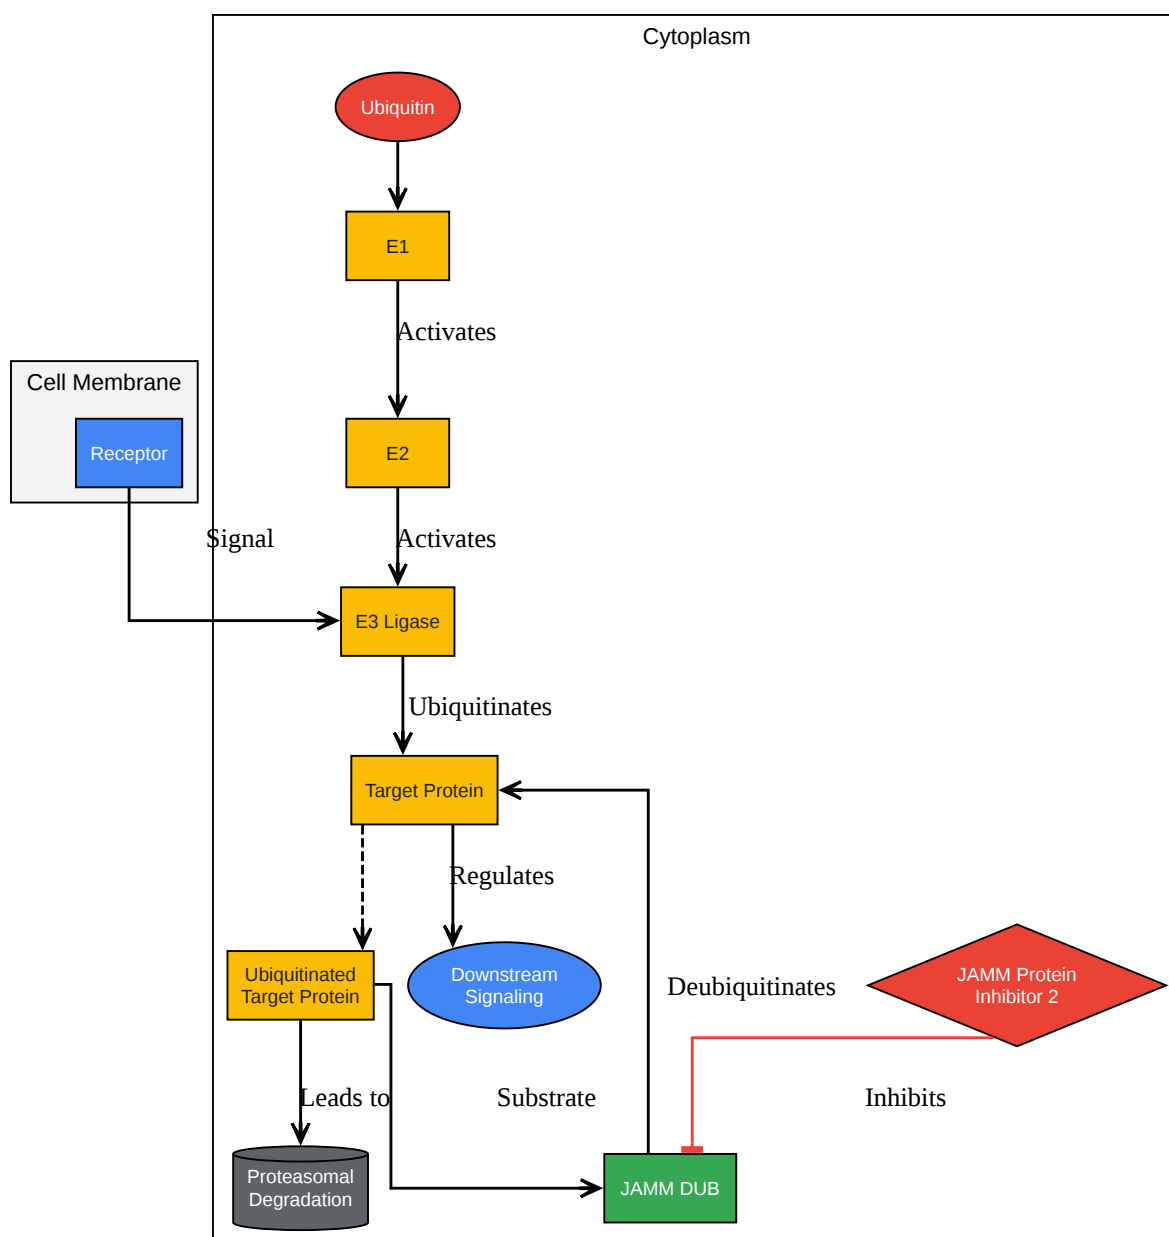 Cytoplasm
Ubiquitin
E1
Activates
Cell Membrane
Receptor
E2
Signal
Activates
E3 Ligase
Ubiquitinates
Target Protein
Regulates
Ubiquitinated
Target Protein
Downstream
Signaling
Deubiquitinates
JAMM Protein
Inhibitor 2
Leads to
Substrate
Inhibits
Proteasomal
Degradation
JAMM DUB